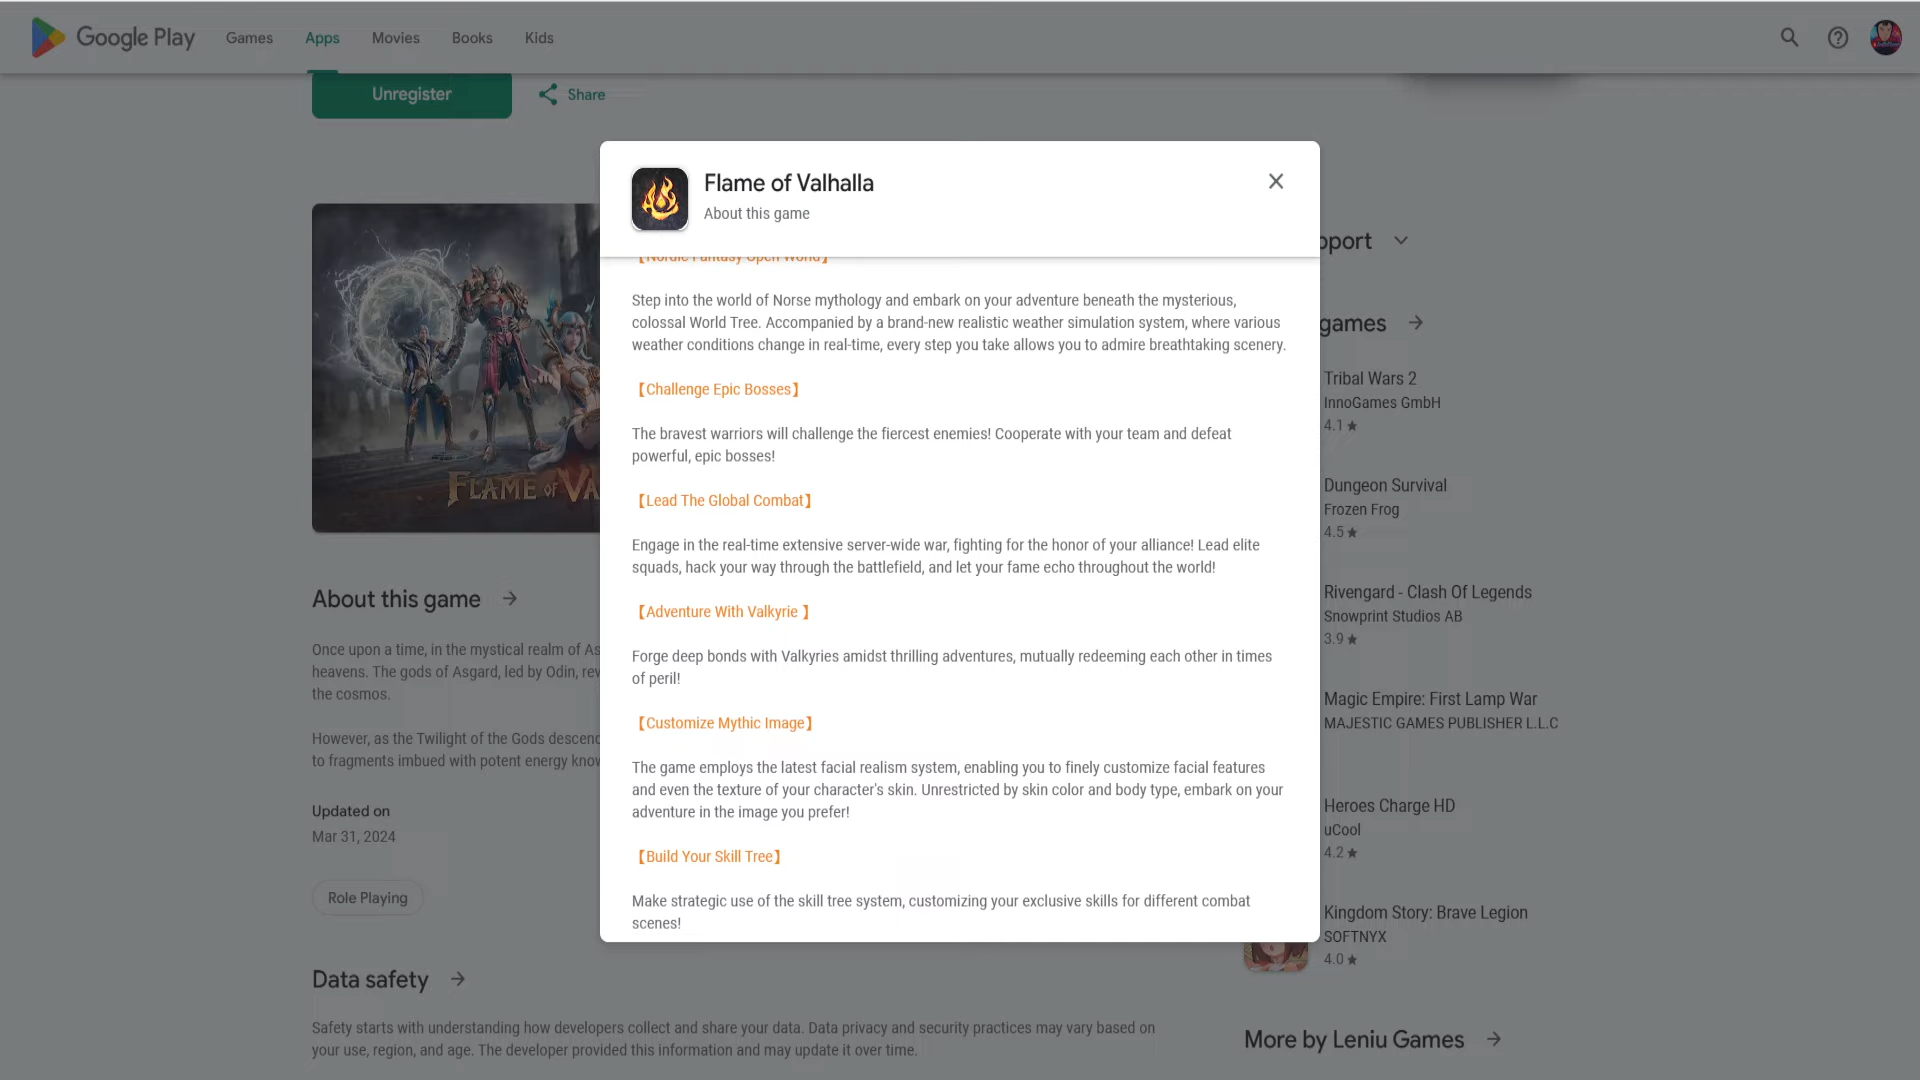 Google Play
Games
Apps
Movies
Books
Kids
Unregister
Share
Flame of Valhalla
About this game
【Nordic Fantasy Open World】
Step into the world of Norse mythology and embark on your adventure beneath the mysterious,
colossal World Tree. Accompanied by a brand-new realistic weather simulation system, where various
weather conditions change in real-time, every step you take allows you to admire breathtaking scenery.
【Challenge Epic Bosses】
The bravest warriors will challenge the fiercest enemies! Cooperate with your team and defeat
powerful, epic bosses!
【Lead The Global Combat】
Engage in the real-time extensive server-wide war, fighting for the honor of your alliance! Lead elite
squads, hack your way through the battlefield, and let your fame echo throughout the world!
【Adventure With Valkyrie 】
Forge deep bonds with Valkyries amidst thrilling adventures, mutually redeeming each other in times
of peril!
【Customize Mythic Image】
The game employs the latest facial realism system, enabling you to finely customize facial features
and even the texture of your character's skin. Unrestricted by skin color and body type, embark on your
adventure in the image you prefer!
【Build Your Skill Tree】
Make strategic use of the skill tree system, customizing your exclusive skills for different combat
scenes!
FLAME OF VA
About this game
Once upon a time, in the mystical realm of As
heavens. The gods of Asgard, led by Odin, rev
the cosmos.
However, as the Twilight of the Gods descend
to fragments imbued with potent energy know
Updated on
Mar 31, 2024
Role Playing
Data safety
Safety starts with understanding how developers collect and share your data. Data privacy and security practices may vary based on
your use, region, and age. The developer provided this information and may update it over time.
pport
games
Tribal Wars 2
InnoGames GmbH
4.1★
Dungeon Survival
Frozen Frog
4.5★
Rivengard - Clash Of Legends
Snowprint Studios AB
3.9★
Magic Empire: First Lamp War
MAJESTIC GAMES PUBLISHER L.L.C
Heroes Charge HD
uCool
4.2★
Kingdom Story: Brave Legion
SOFTNYX
4.0★
More by Leniu Games